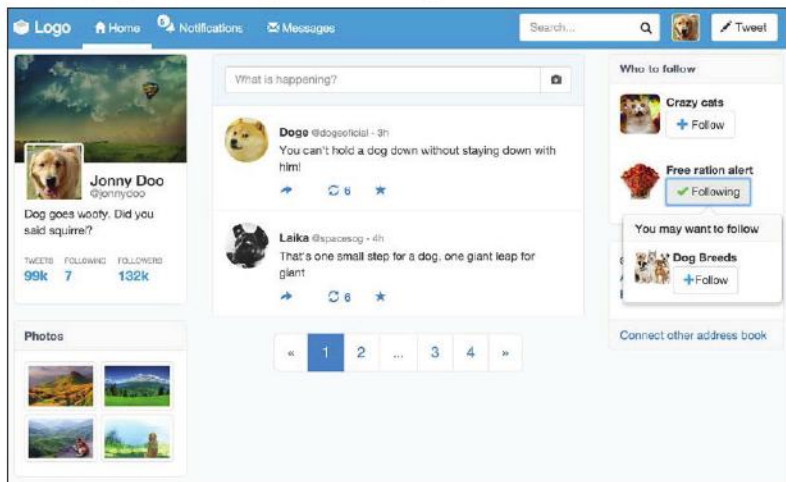 Logo
Home
5
Notifications
Messages
Search...
Tweet
Jonny Doo
@jonnydoo
Dog goes woofy. Did you
said squirrel?
TWEETS FOLLOWING FOLLOWERS
99k 7 132k
Photos
What is happening?
Doge @dogeoficial - 3h
You can't hold a dog down without staying down with
him!
6
Laika @spacesog - 4h
That's one small step for a dog, one giant leap for
giant
6
« 1 2 ... 3 4 »
Who to follow
Crazy cats
Follow
Free ration alert
Following
You may want to follow
Dog Breeds
Follow
Connect other address book